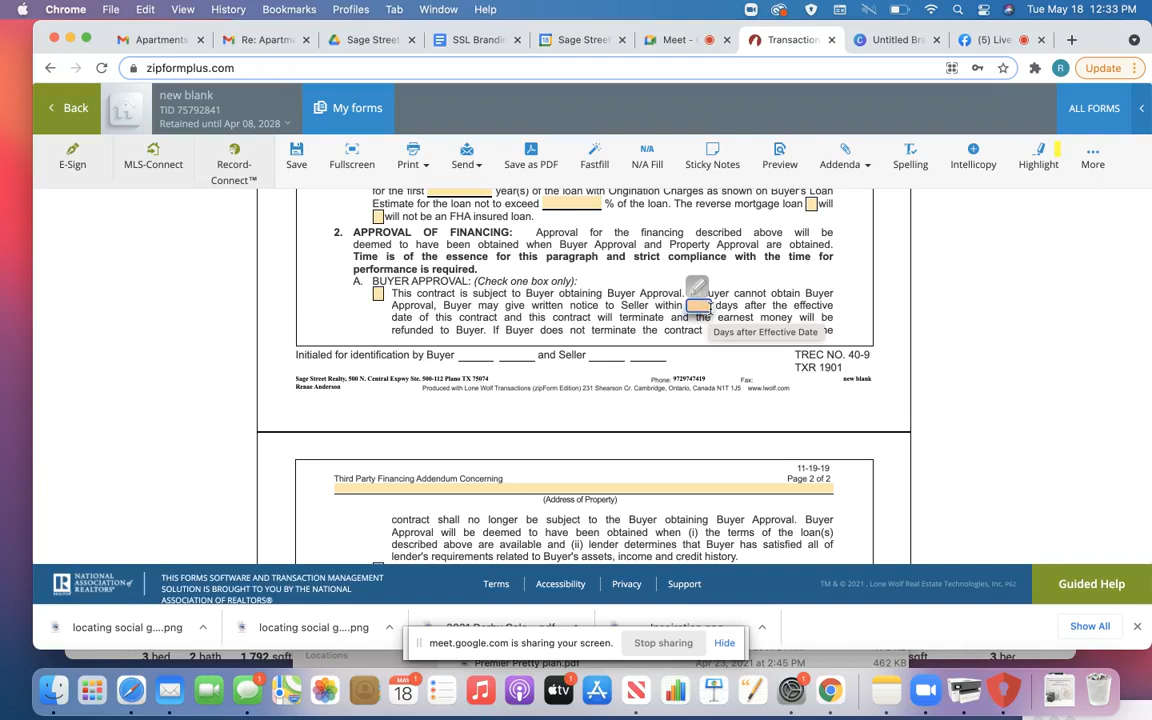 Chrome File Edit View History Bookmarks Profiles Tab Window Help Tue May 18 12:33 PM
Apartments Re: Apartm Sage Street SSL Brandin Sage Street Meet - Transaction Untitled Bra (5) Live
zipformplus.com R Update
Back new blank My forms ALL FORMS
TID 75792841
Retained until Apr 08, 2028
E-Sign MLS-Connect Record-Connect™ Save Fullscreen Print Send Save as PDF Fastfill N/A N/A Fill Sticky Notes Preview Addenda Spelling Intellicopy Highlight More
for the first year(s) of the loan with Origination Charges as shown on Buyer's Loan
Estimate for the loan not to exceed % of the loan. The reverse mortgage loan will
will not be an FHA insured loan.
2. APPROVAL OF FINANCING: Approval for the financing described above will be
deemed to have been obtained when Buyer Approval and Property Approval are obtained.
Time is of the essence for this paragraph and strict compliance with the time for
performance is required.
A. BUYER APPROVAL: (Check one box only):
This contract is subject to Buyer obtaining Buyer Approval. Buyer cannot obtain Buyer
Approval, Buyer may give written notice to Seller within days after the effective
date of this contract and this contract will terminate and the earnest money will be
refunded to Buyer. If Buyer does not terminate the contract
Days after Effective Date
Initialed for identification by Buyer and Seller TREC NO. 40-9
TXR 1901
Sage Street Realty, 500 N. Central Expwy Ste. 500-112 Plano TX 75074 Phone: 9729747419 Fax: new blank
Renae Anderson Produced with Lone Wolf Transactions (zipForm Edition) 231 Shearson Cr. Cambridge, Ontario, Canada N1T 1J5 www.lwolf.com
11-19-19
Third Party Financing Addendum Concerning Page 2 of 2
(Address of Property)
contract shall no longer be subject to the Buyer obtaining Buyer Approval. Buyer
Approval will be deemed to have been obtained when (i) the terms of the loan(s)
described above are available and (ii) lender determines that Buyer has satisfied all of
lender's requirements related to Buyer's assets, income and credit history.
NATIONAL ASSOCIATION of REALTORS®
THIS FORMS SOFTWARE AND TRANSACTION MANAGEMENT
SOLUTION IS BROUGHT TO YOU BY THE NATIONAL
ASSOCIATION OF REALTORS®
Terms Accessibility Privacy Support
TM & © 2021, Lone Wolf Real Estate Technologies, Inc. P62
Guided Help
locating social g....png locating social g....png Show All
meet.google.com is sharing your screen. Stop sharing Hide
3 bed 2 bath 1,792 sqft Locations Premier Pretty plan.pdf Apr 23, 2021 at 2:45 PM 462 KB
MAY
18